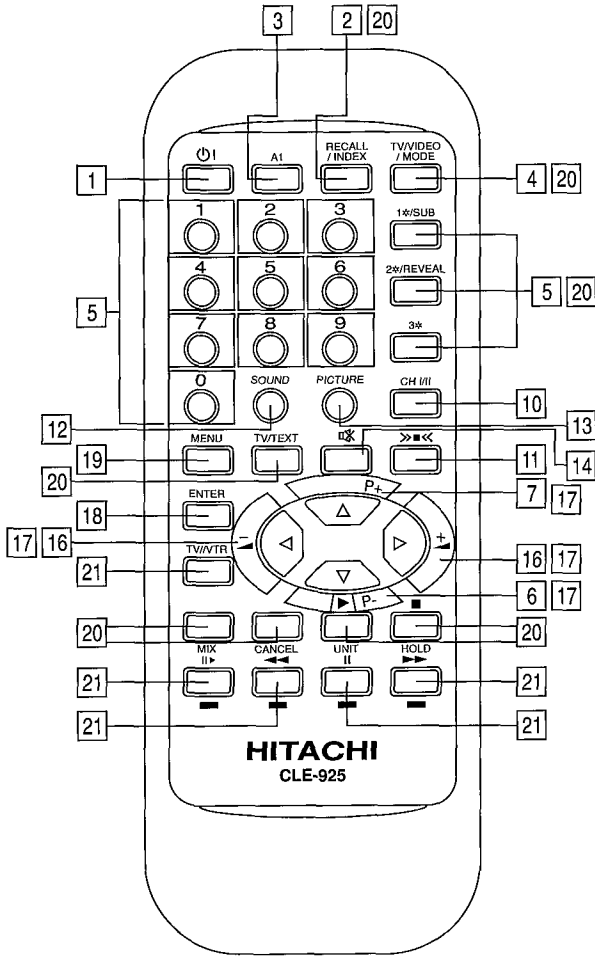 3 2 20
⏻I A1 RECALL /INDEX TV/VIDEO /MODE
1 4 20
1 2 3 1✲/SUB
4 5 6 2✲/REVEAL
5 5 20
7 8 9 3✲
0 SOUND PICTURE CH I/II
12 10
13
MENU TV/TEXT ≫■≪
19 11 14
20 P+ 7 17
ENTER
18
17 16 − + 16 17
TV//VTR
21 ▶ P- ■ 6 17
20 20
MIX CANCEL UNIT HOLD
II▶ ◀◀ II ▶▶
21 21
21 21
HITACHI
CLE-925